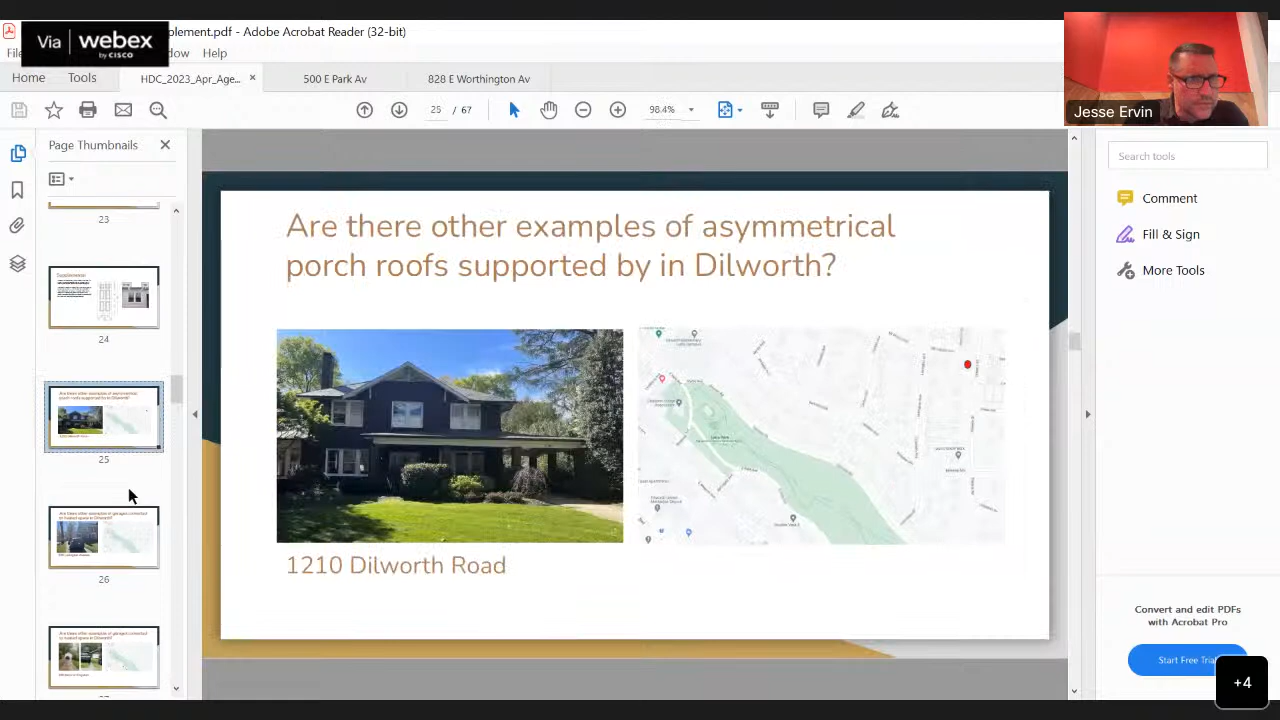 plement.pdf - Adobe Acrobat Reader (32-bit)
Via webex
by CISCO
dow Help
Home Tools HDC_2023_Apr_Age... × 500 E Park Av 828 E Worthington Av
25 / 67 98.4%
Jesse Ervin
Page Thumbnails
23
24
25
26
Are there other examples of asymmetrical
porch roofs supported by in Dilworth?
1210 Dilworth Road
Search tools
Comment
Fill & Sign
More Tools
Convert and edit PDFs
with Acrobat Pro
Start Free Trial
+4